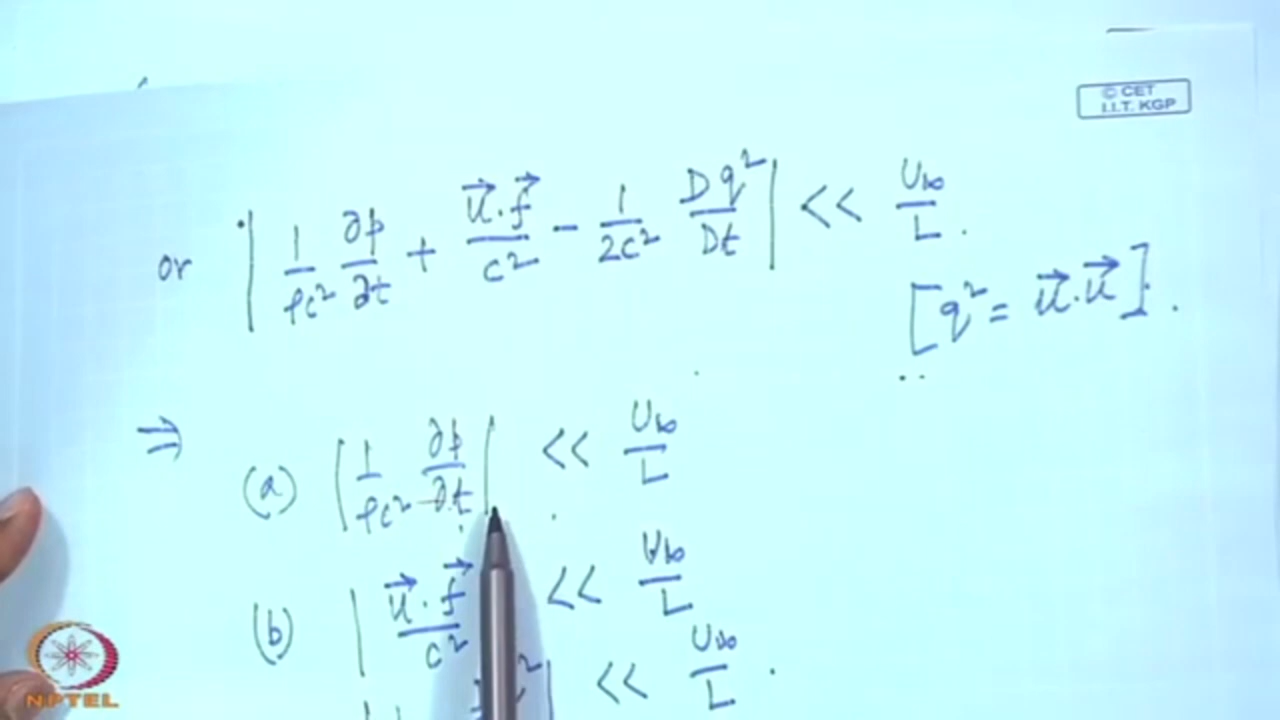 © CET
I.I.T. KGP
or | 1/ρc² ∂p/∂t + u⃗.f⃗/c² - 1/2c² Dq²/Dt | << U∞/L .
[q² = u⃗.u⃗] .
⇒ (a) | 1/ρc² ∂p/∂t | << U∞/L
(b) | u⃗.f⃗/c² << U∞/L
<< U∞/L .
NPTEL